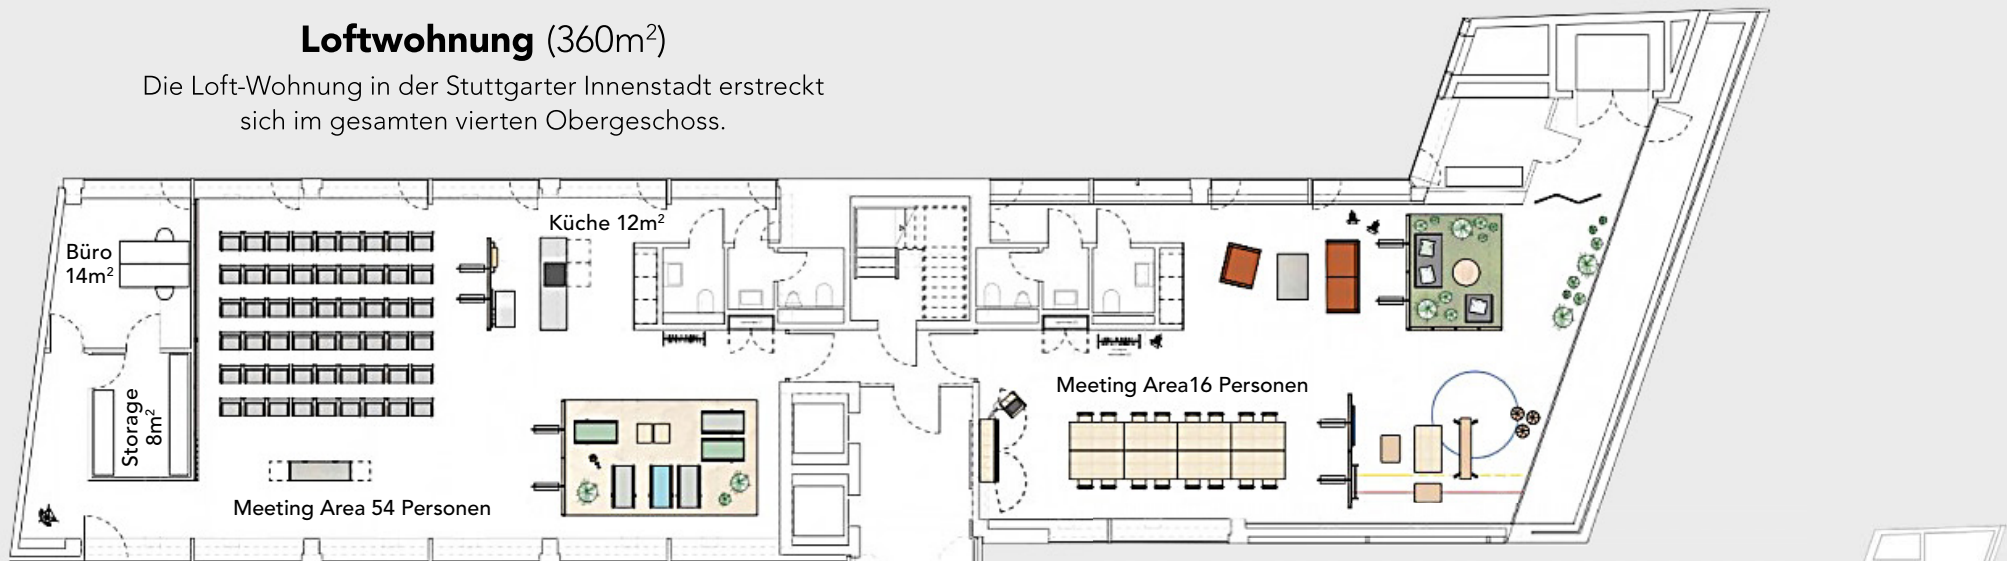 Loftwohnung (360m²)
Die Loft-Wohnung in der Stuttgarter Innenstadt erstreckt
sich im gesamten vierten Obergeschoss.
Büro
14m²
Küche 12m²
Storage
8m²
Meeting Area 54 Personen
Meeting Area16 Personen